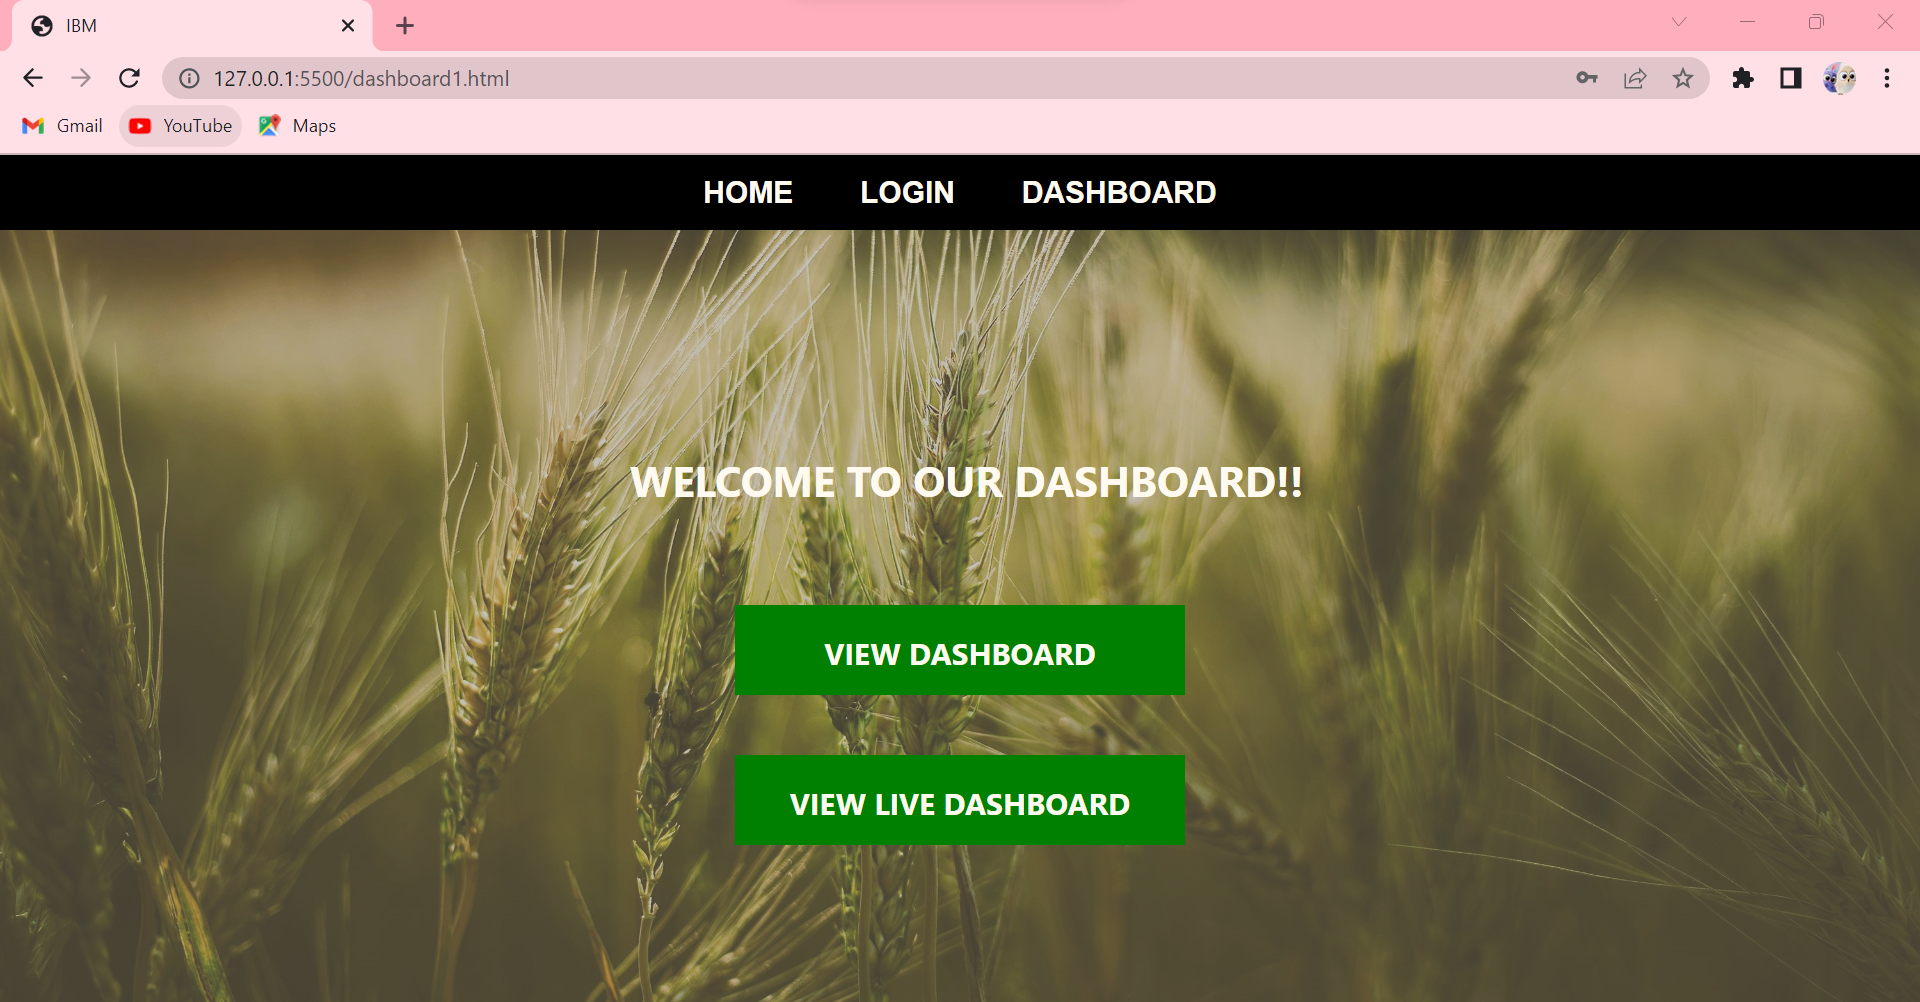 IBM
127.0.0.1:5500/dashboard1.html
Gmail YouTube Maps
HOME LOGIN DASHBOARD
WELCOME TO OUR DASHBOARD!!
VIEW DASHBOARD
VIEW LIVE DASHBOARD